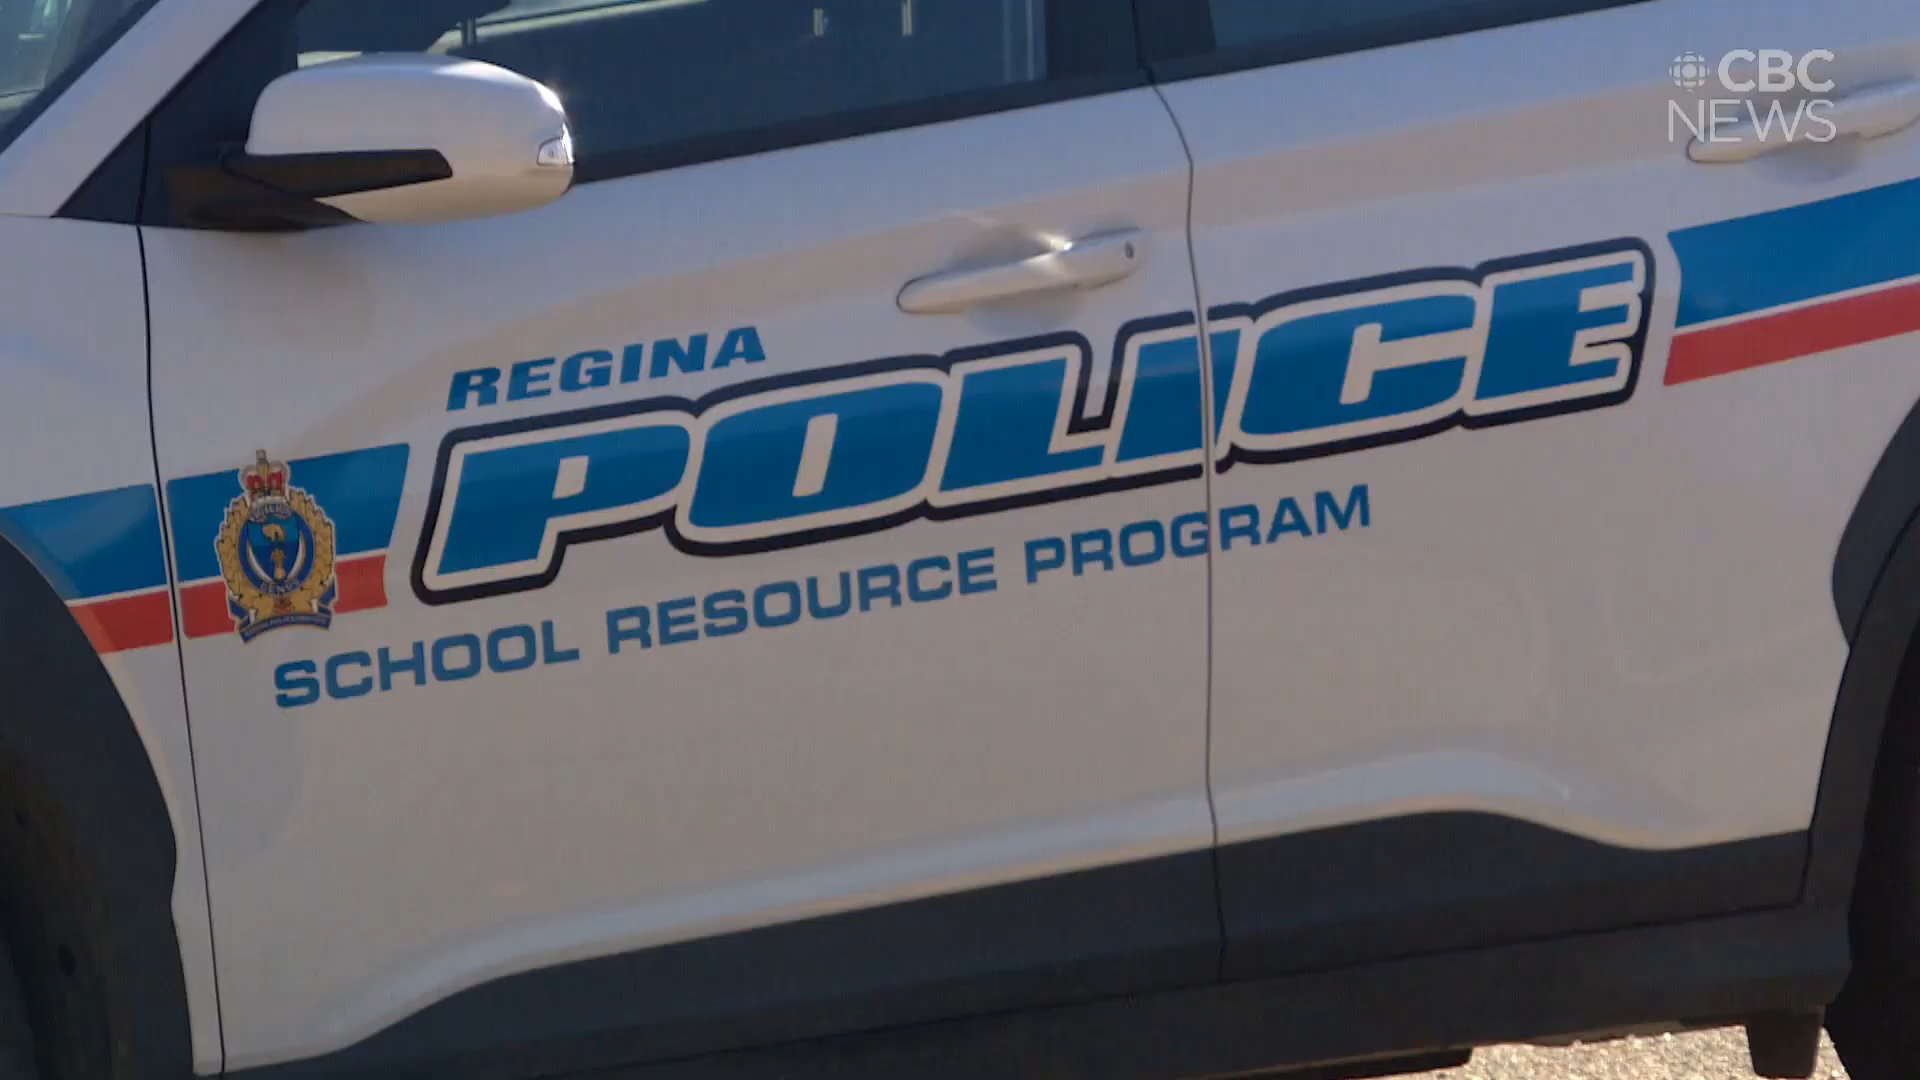 CBC
NEWS
REGINA
POLICE
SCHOOL RESOURCE PROGRAM